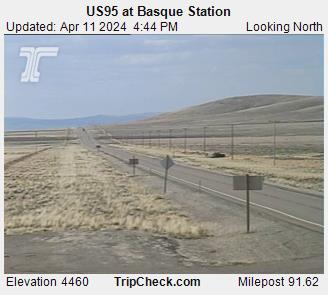 US95 at Basque Station
Updated: Apr 11 2024 4:44 PM Looking North
Elevation 4460 TripCheck.com Milepost 91.62